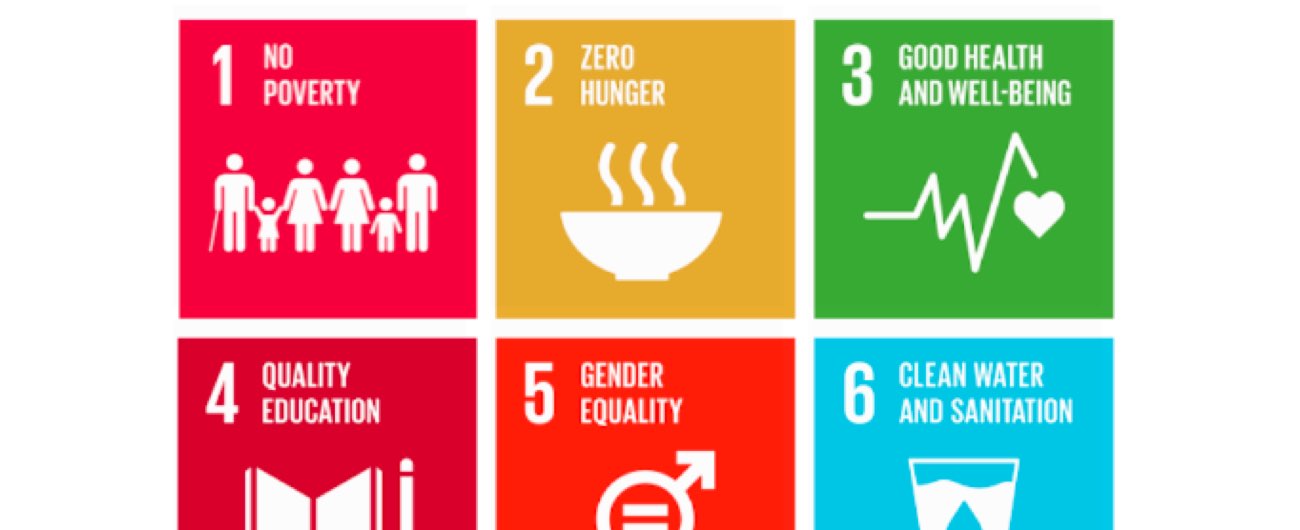 1 NO
POVERTY
2 ZERO
HUNGER
3 GOOD HEALTH
AND WELL-BEING
4 QUALITY
EDUCATION
5 GENDER
EQUALITY
6 CLEAN WATER
AND SANITATION